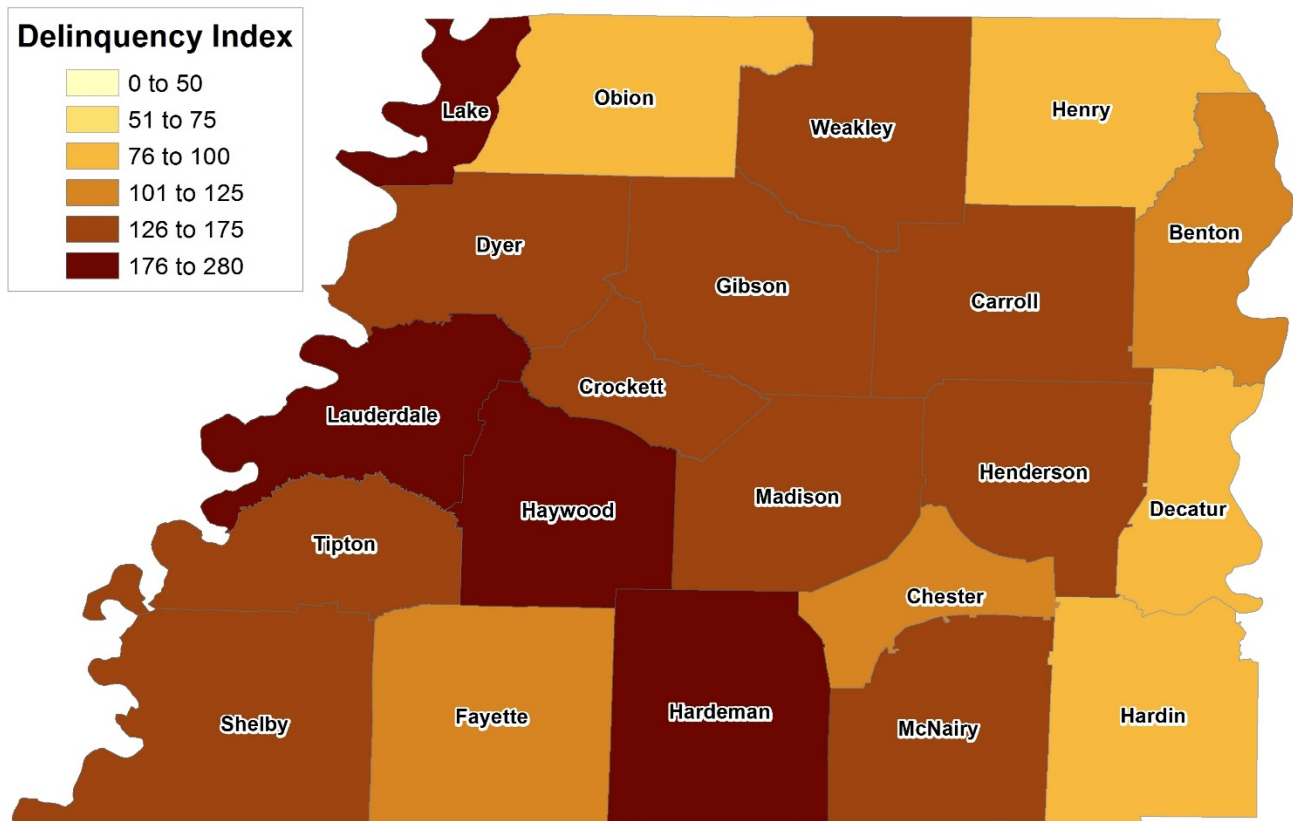 Delinquency Index
0 to 50
51 to 75
76 to 100
101 to 125
126 to 175
176 to 280
Lake
Obion
Weakley
Henry
Benton
Dyer
Gibson
Carroll
Crockett
Lauderdale
Haywood
Madison
Henderson
Decatur
Tipton
Chester
Shelby
Fayette
Hardeman
McNairy
Hardin